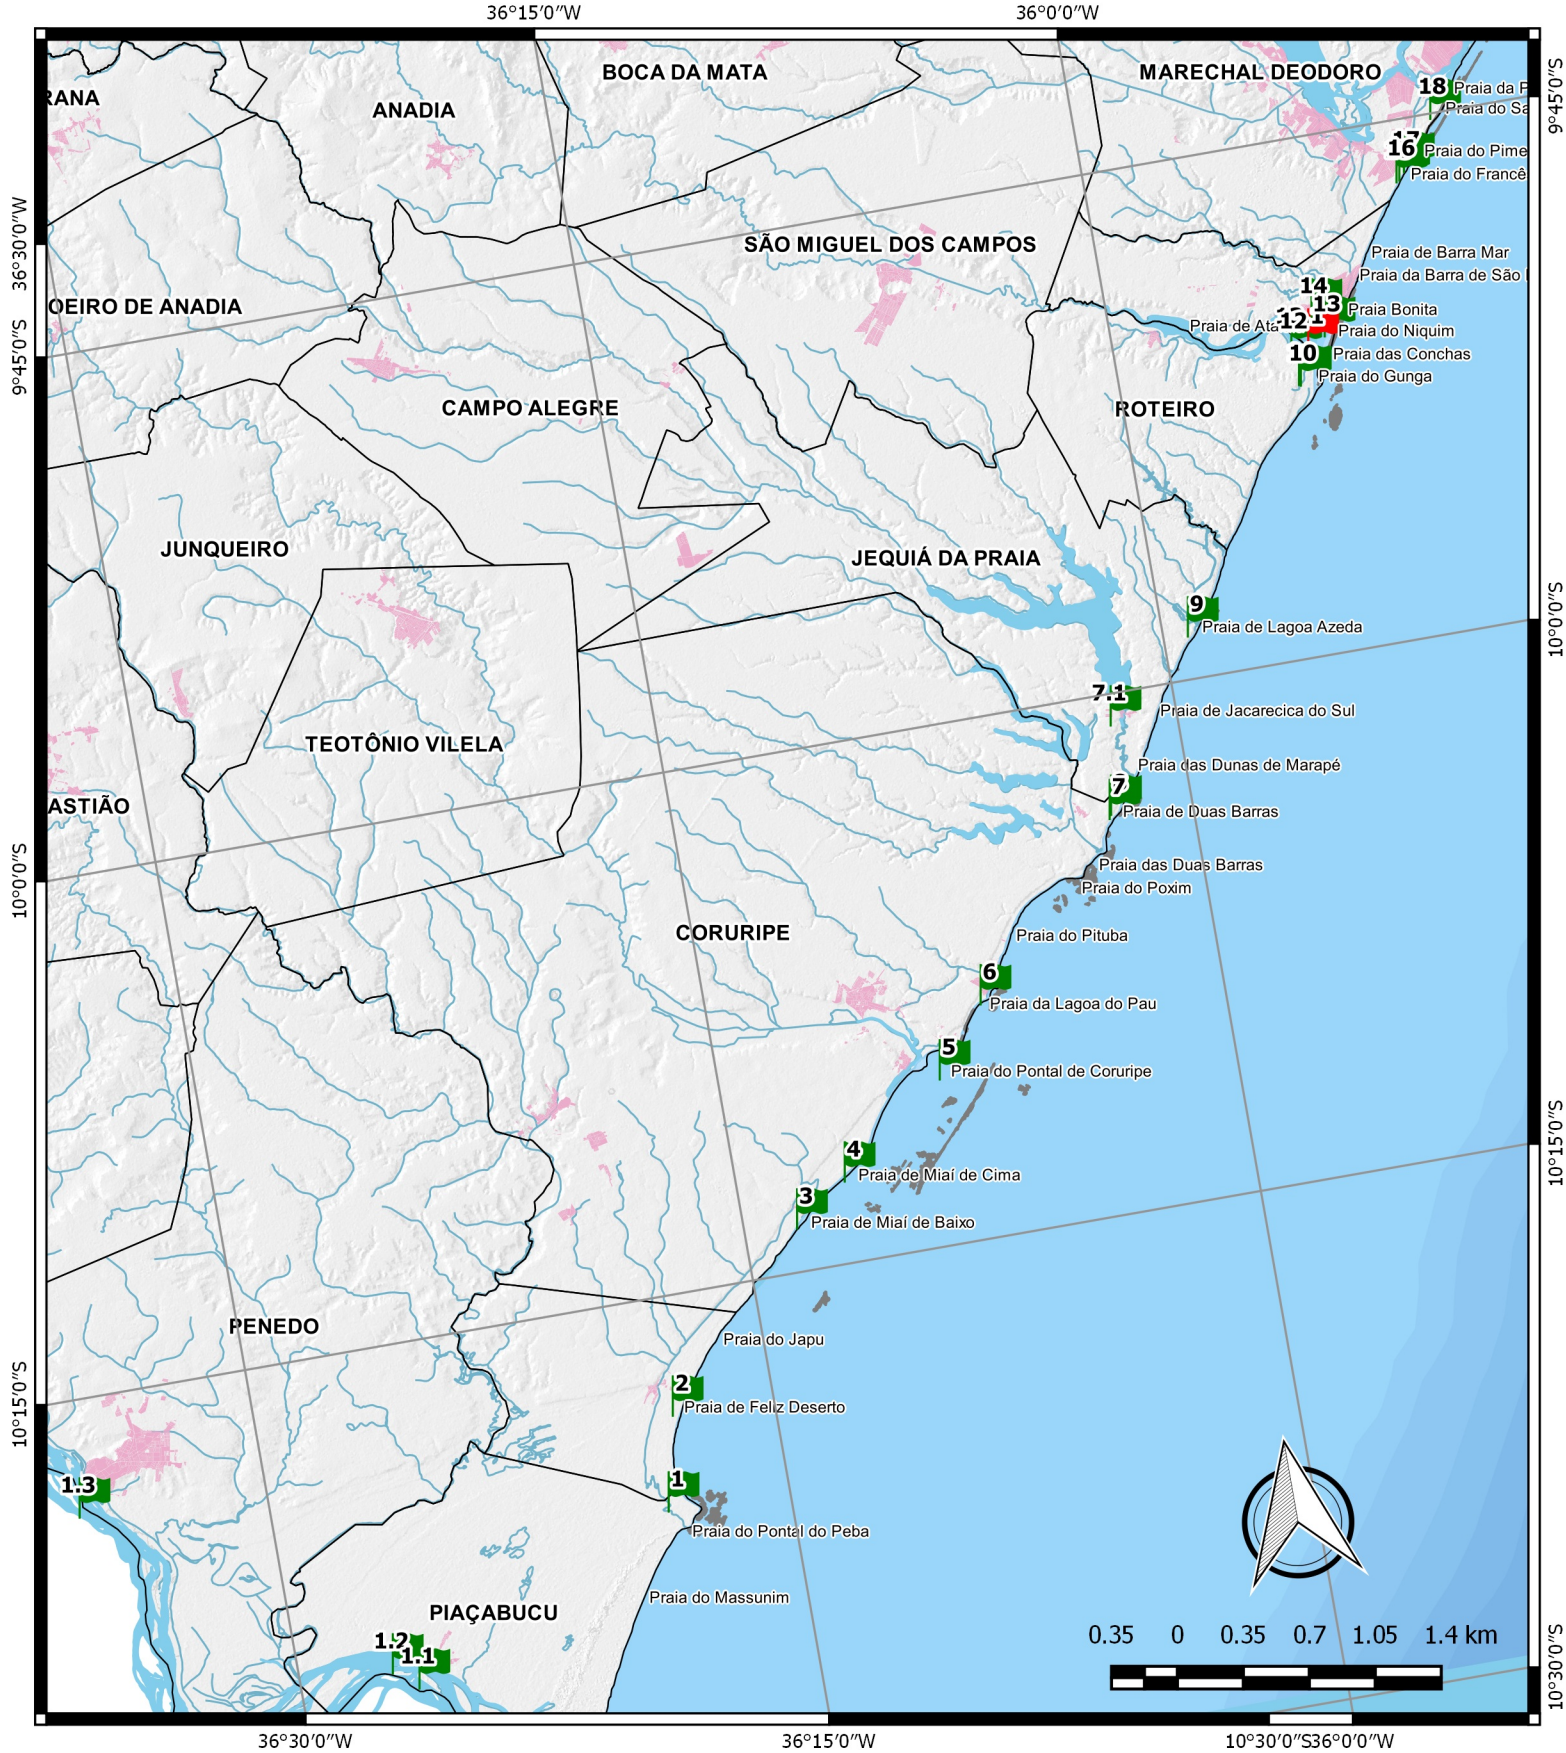 36°15'0"W
36°0'0"W
BOCA DA MATA
MARECHAL DEODORO
RANA
ANADIA
18
Praia da P
Praia do Sa
9°45'0"S
17
16
Praia do Pime
Praia do Francê
36°30'0"W
SÃO MIGUEL DOS CAMPOS
Praia de Barra Mar
Praia da Barra de São
14
13
OEIRO DE ANADIA
Praia Bonita
Praia de Ata
12
Praia do Niquim
9°45'0"S
10
Praia das Conchas
Praia do Gunga
CAMPO ALEGRE
ROTEIRO
JUNQUEIRO
JEQUIÁ DA PRAIA
9
Praia de Lagoa Azeda
10°0'0"S
7.1
Praia de Jacarecica do Sul
TEOTÔNIO VILELA
Praia das Dunas de Marapé
7
ASTIÃO
Praia de Duas Barras
Praia das Duas Barras
10°0'0"S
Praia do Poxim
CORURIPE
Praia do Pituba
6
Praia da Lagoa do Pau
5
Praia do Pontal de Coruripe
10°15'0"S
4
Praia de Miaí de Cima
3
Praia de Miaí de Baixo
PENEDO
Praia do Japu
2
Praia de Feliz Deserto
10°15'0"S
1
1.3
Praia do Pontal do Peba
Praia do Massunim
PIAÇABUCU
1.2
1.1
0.35 0 0.35 0.7 1.05 1.4 km
10°30'0"S
36°30'0"W
36°15'0"W
10°30'0"S
36°0'0"W